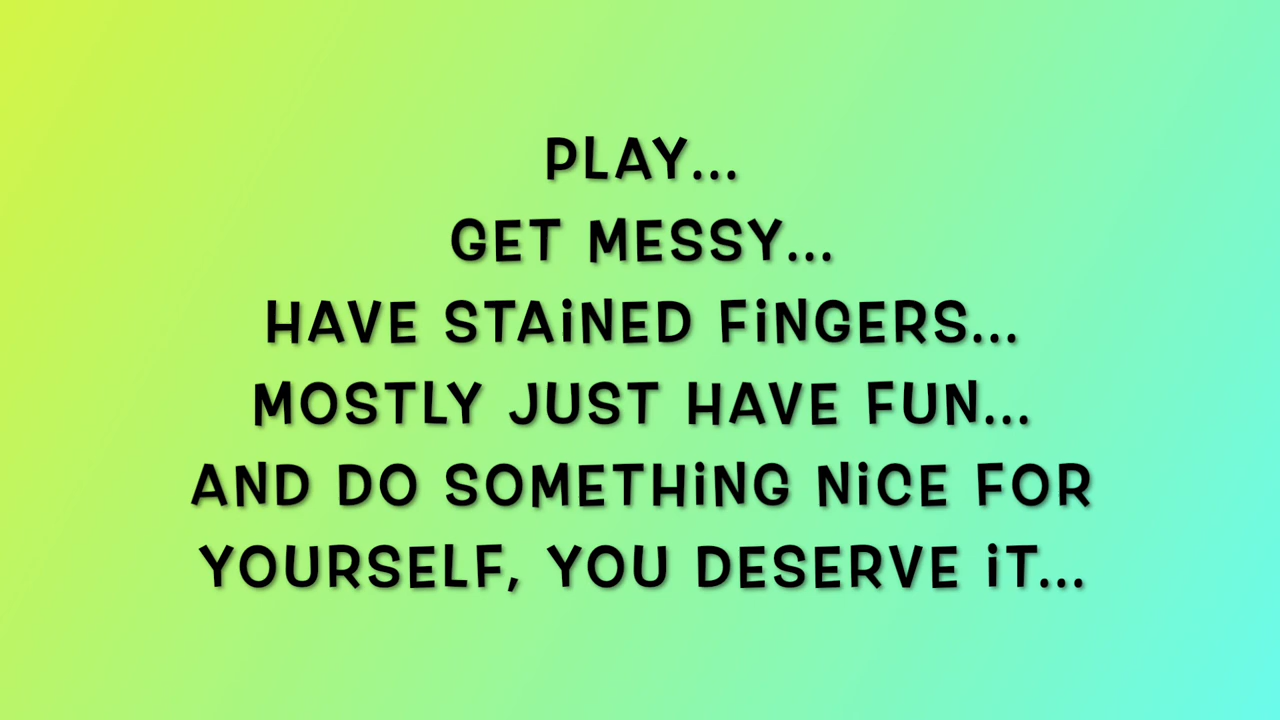 PLAY...
GET MESSY...
HAVE STAiNED FiNGERS...
MOSTLY JUST HAVE FUN...
AND DO SOMETHiNG NiCE FOR
YOURSELF, YOU DESERVE iT...